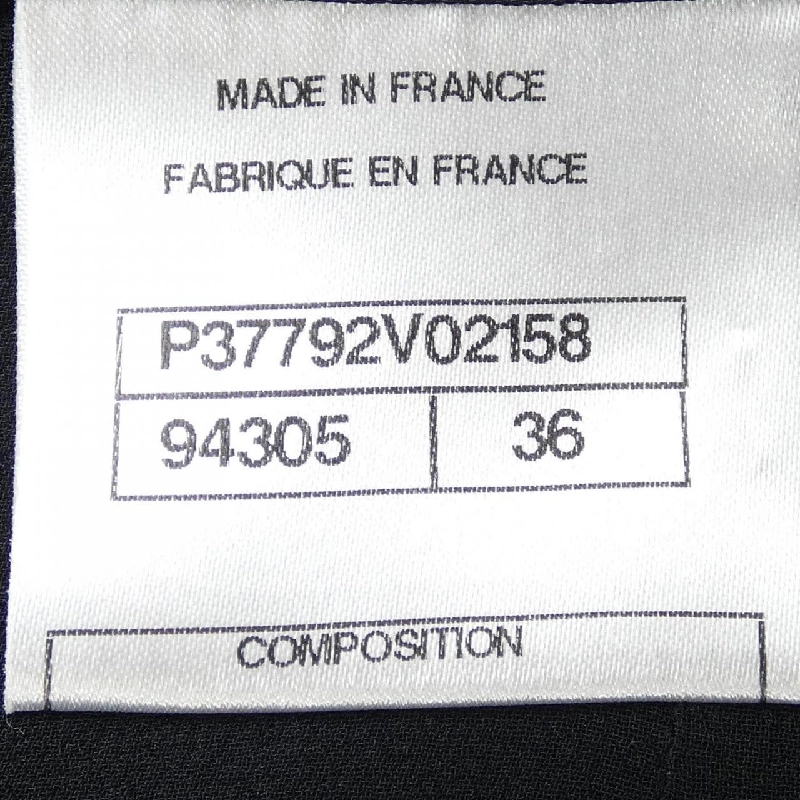 MADE IN FRANCE
FABRIQUE EN FRANCE
P37792V02158
94305 36
COMPOSITION